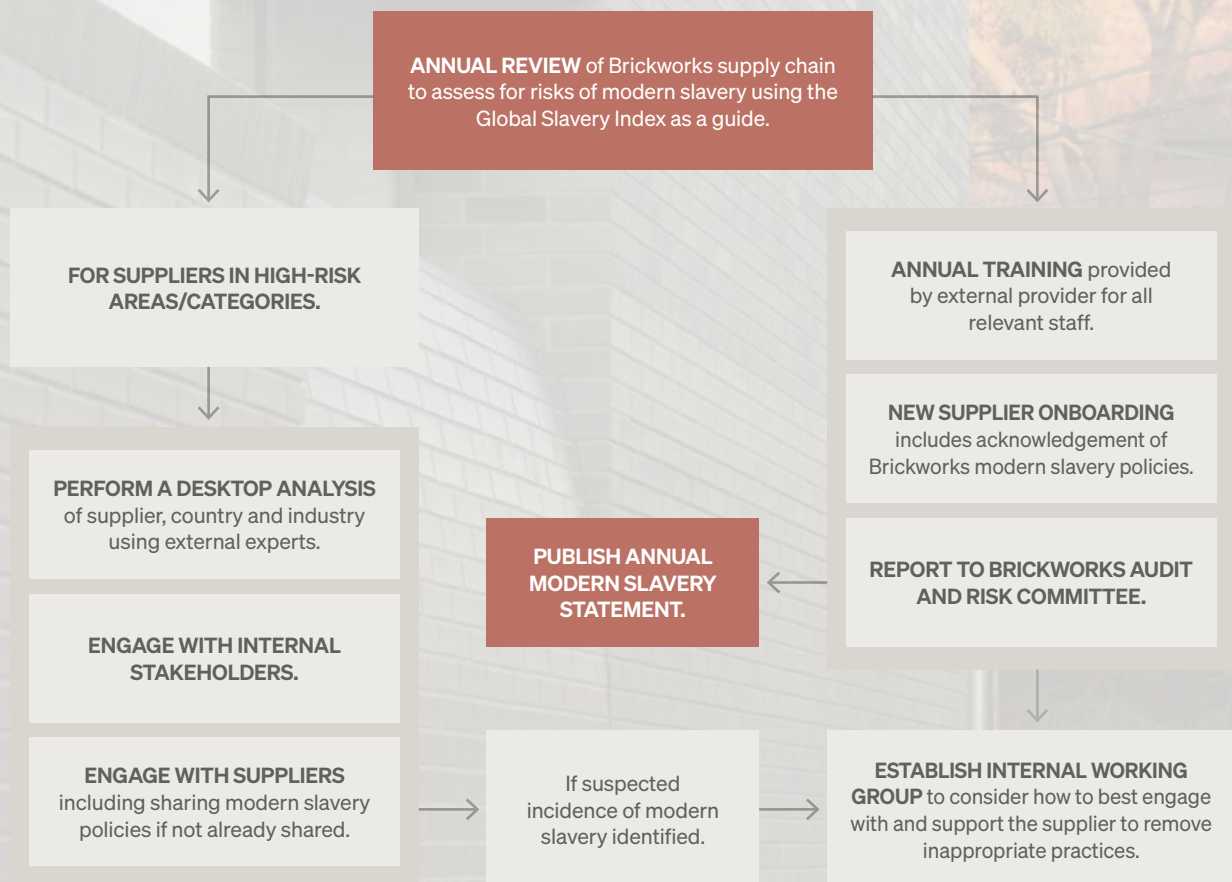 ANNUAL REVIEW of Brickworks supply chain
to assess for risks of modern slavery using the
Global Slavery Index as a guide.
FOR SUPPLIERS IN HIGH-RISK
AREAS/CATEGORIES.
PERFORM A DESKTOP ANALYSIS
of supplier, country and industry
using external experts.
ENGAGE WITH INTERNAL
STAKEHOLDERS.
ENGAGE WITH SUPPLIERS
including sharing modern slavery
policies if not already shared.
If suspected
incidence of modern
slavery identified.
ANNUAL TRAINING provided
by external provider for all
relevant staff.
NEW SUPPLIER ONBOARDING
includes acknowledgement of
Brickworks modern slavery policies.
REPORT TO BRICKWORKS AUDIT
AND RISK COMMITTEE.
PUBLISH ANNUAL
MODERN SLAVERY
STATEMENT.
ESTABLISH INTERNAL WORKING
GROUP to consider how to best engage
with and support the supplier to remove
inappropriate practices.